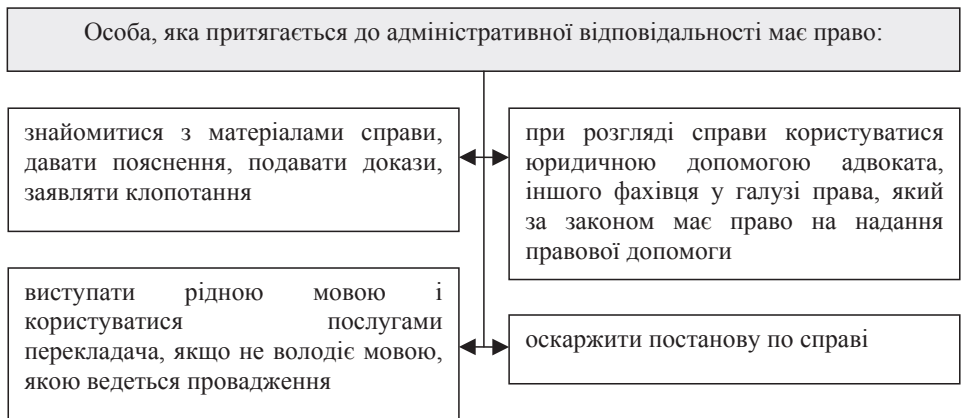 Особа, яка притягається до адміністративної відповідальності має право:
знайомитися з матеріалами справи,
давати пояснення, подавати докази,
заявляти клопотання
при розгляді справи користуватися
юридичною допомогою адвоката,
іншого фахівця у галузі права, який
за законом має право на надання
правової допомоги
виступати рідною мовою і
користуватися послугами
перекладача, якщо не володіє мовою,
якою ведеться провадження
оскаржити постанову по справі